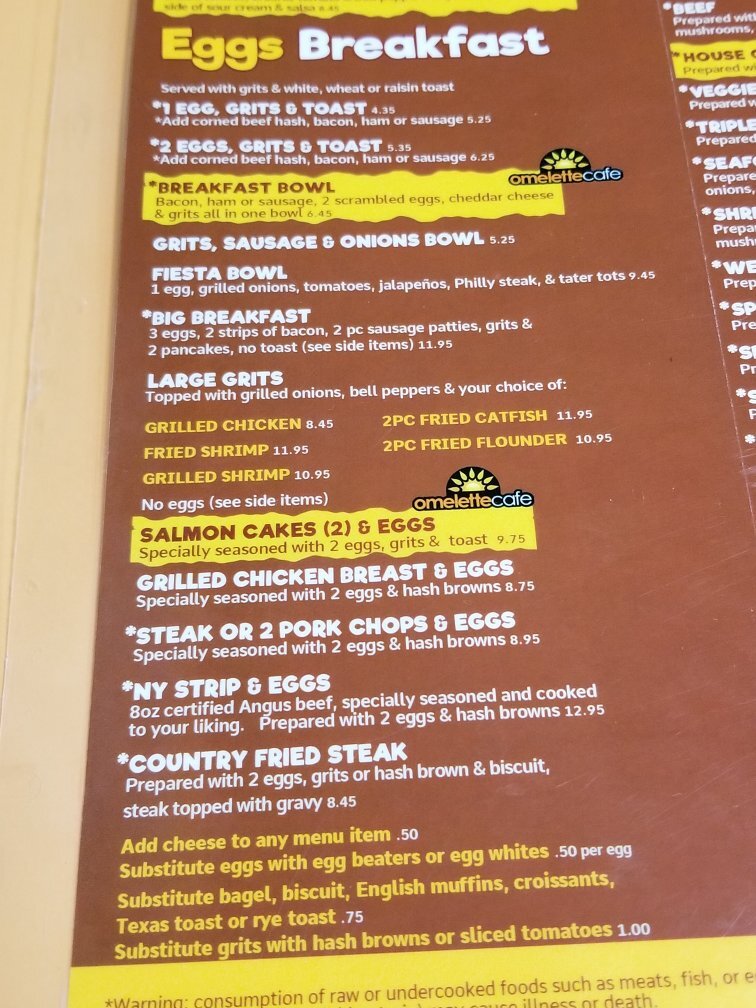 side of sour cream & salsa 8.45
Eggs Breakfast
Served with grits & white, wheat or raisin toast
*1 EGG, GRITS & TOAST 4.35
*Add corned beef hash, bacon, ham or sausage 5.25
*2 EGGS, GRITS & TOAST 5.35
*Add corned beef hash, bacon, ham or sausage 6.25
omelettecafe
*BREAKFAST BOWL
Bacon, ham or sausage, 2 scrambled eggs, cheddar cheese
& grits all in one bowl 6.45
GRITS, SAUSAGE & ONIONS BOWL 5.25
FIESTA BOWL
1 egg, grilled onions, tomatoes, jalapeños, Philly steak, & tater tots 9.45
*BIG BREAKFAST
3 eggs, 2 strips of bacon, 2 pc sausage patties, grits &
2 pancakes, no toast (see side items) 11.95
LARGE GRITS
Topped with grilled onions, bell peppers & your choice of:
GRILLED CHICKEN 8.45
2PC FRIED CATFISH 11.95
FRIED SHRIMP 11.95
2PC FRIED FLOUNDER 10.95
GRILLED SHRIMP 10.95
No eggs (see side items)
omelettecafe
SALMON CAKES (2) & EGGS
Specially seasoned with 2 eggs, grits & toast 9.75
GRILLED CHICKEN BREAST & EGGS
Specially seasoned with 2 eggs & hash browns 8.75
*STEAK OR 2 PORK CHOPS & EGGS
Specially seasoned with 2 eggs & hash browns 8.95
*NY STRIP & EGGS
8oz certified Angus beef, specially seasoned and cooked
to your liking. Prepared with 2 eggs & hash browns 12.95
*COUNTRY FRIED STEAK
Prepared with 2 eggs, grits or hash brown & biscuit,
steak topped with gravy 8.45
Add cheese to any menu item .50
Substitute eggs with egg beaters or egg whites .50 per egg
Substitute bagel, biscuit, English muffins, croissants,
Texas toast or rye toast .75
Substitute grits with hash browns or sliced tomatoes 1.00
*Warning: consumption of raw or undercooked foods such as meats, fish, or
may cause illness or death.
*BEEF
Prepared with
mushrooms,
*HOUSE
Prepared
*VEGGIE
Prepared
*TRIPLE
Prepared